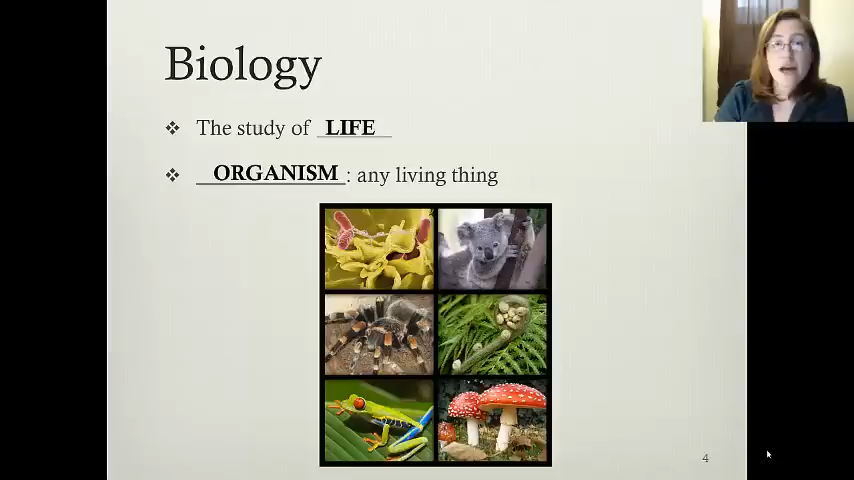 Biology
❖ The study of LIFE
❖ ORGANISM: any living thing
4